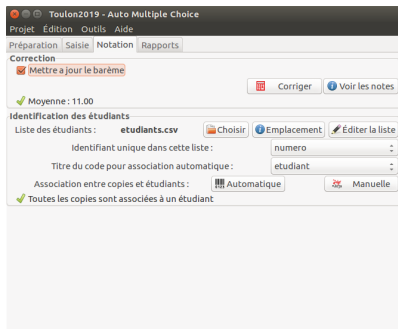 Toulon2019 - Auto Multiple Choice
Projet Édition Outils Aide
Préparation Saisie Notation Rapports
Correction
Mettre a jour le barème
Corriger Voir les notes
Moyenne : 11.00
Identification des étudiants
Liste des étudiants : etudiants.csv Choisir Emplacement Éditer la liste
Identifiant unique dans cette liste : numero
Titre du code pour association automatique : etudiant
Association entre copies et étudiants : Automatique Manuelle
Toutes les copies sont associées à un étudiant